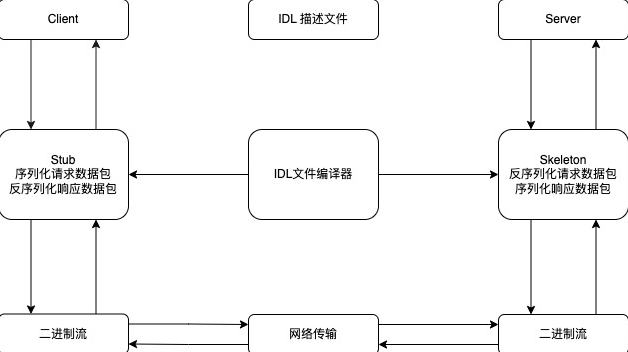 Client
IDL 描述文件
Server
Stub
序列化请求数据包
反序列化响应数据包
IDL文件编译器
Skeleton
反序列化请求数据包
序列化响应数据包
二进制流
网络传输
二进制流